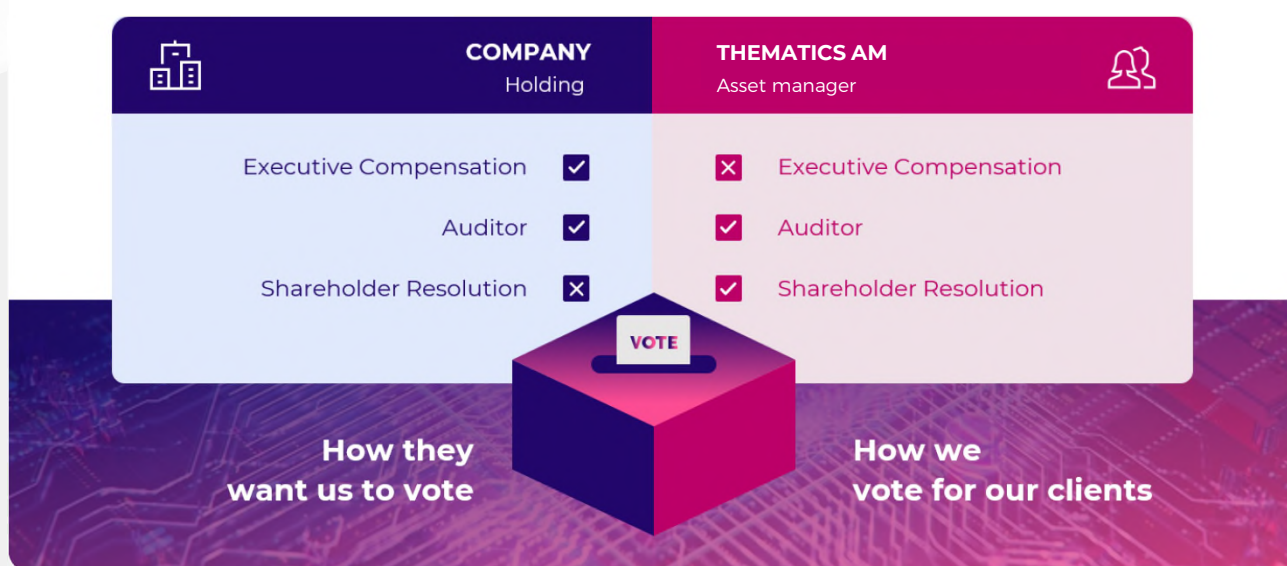 COMPANY
Holding
THEMATICS AM
Asset manager
Executive Compensation
Auditor
Shareholder Resolution
Executive Compensation
Auditor
Shareholder Resolution
VOTE
How they
want us to vote
How we
vote for our clients